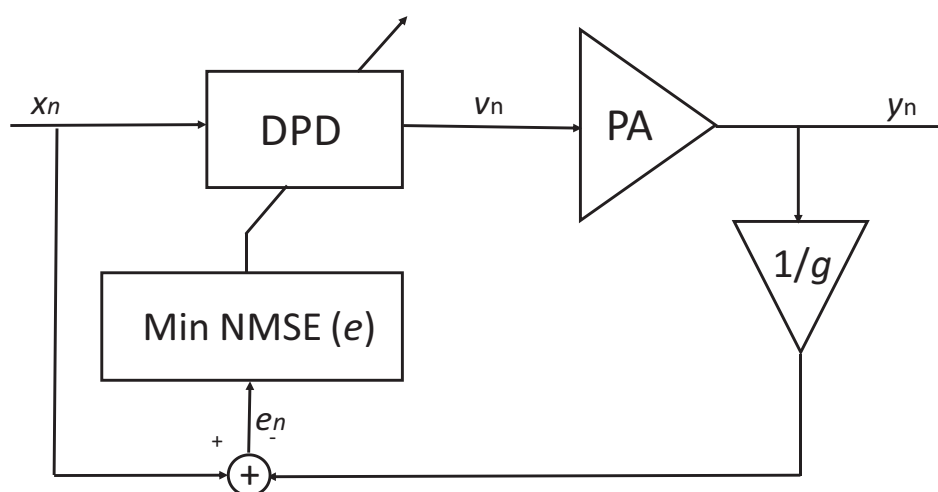 xn
DPD
vn
PA
yn
1/g
Min NMSE (e)
en
+
-
+